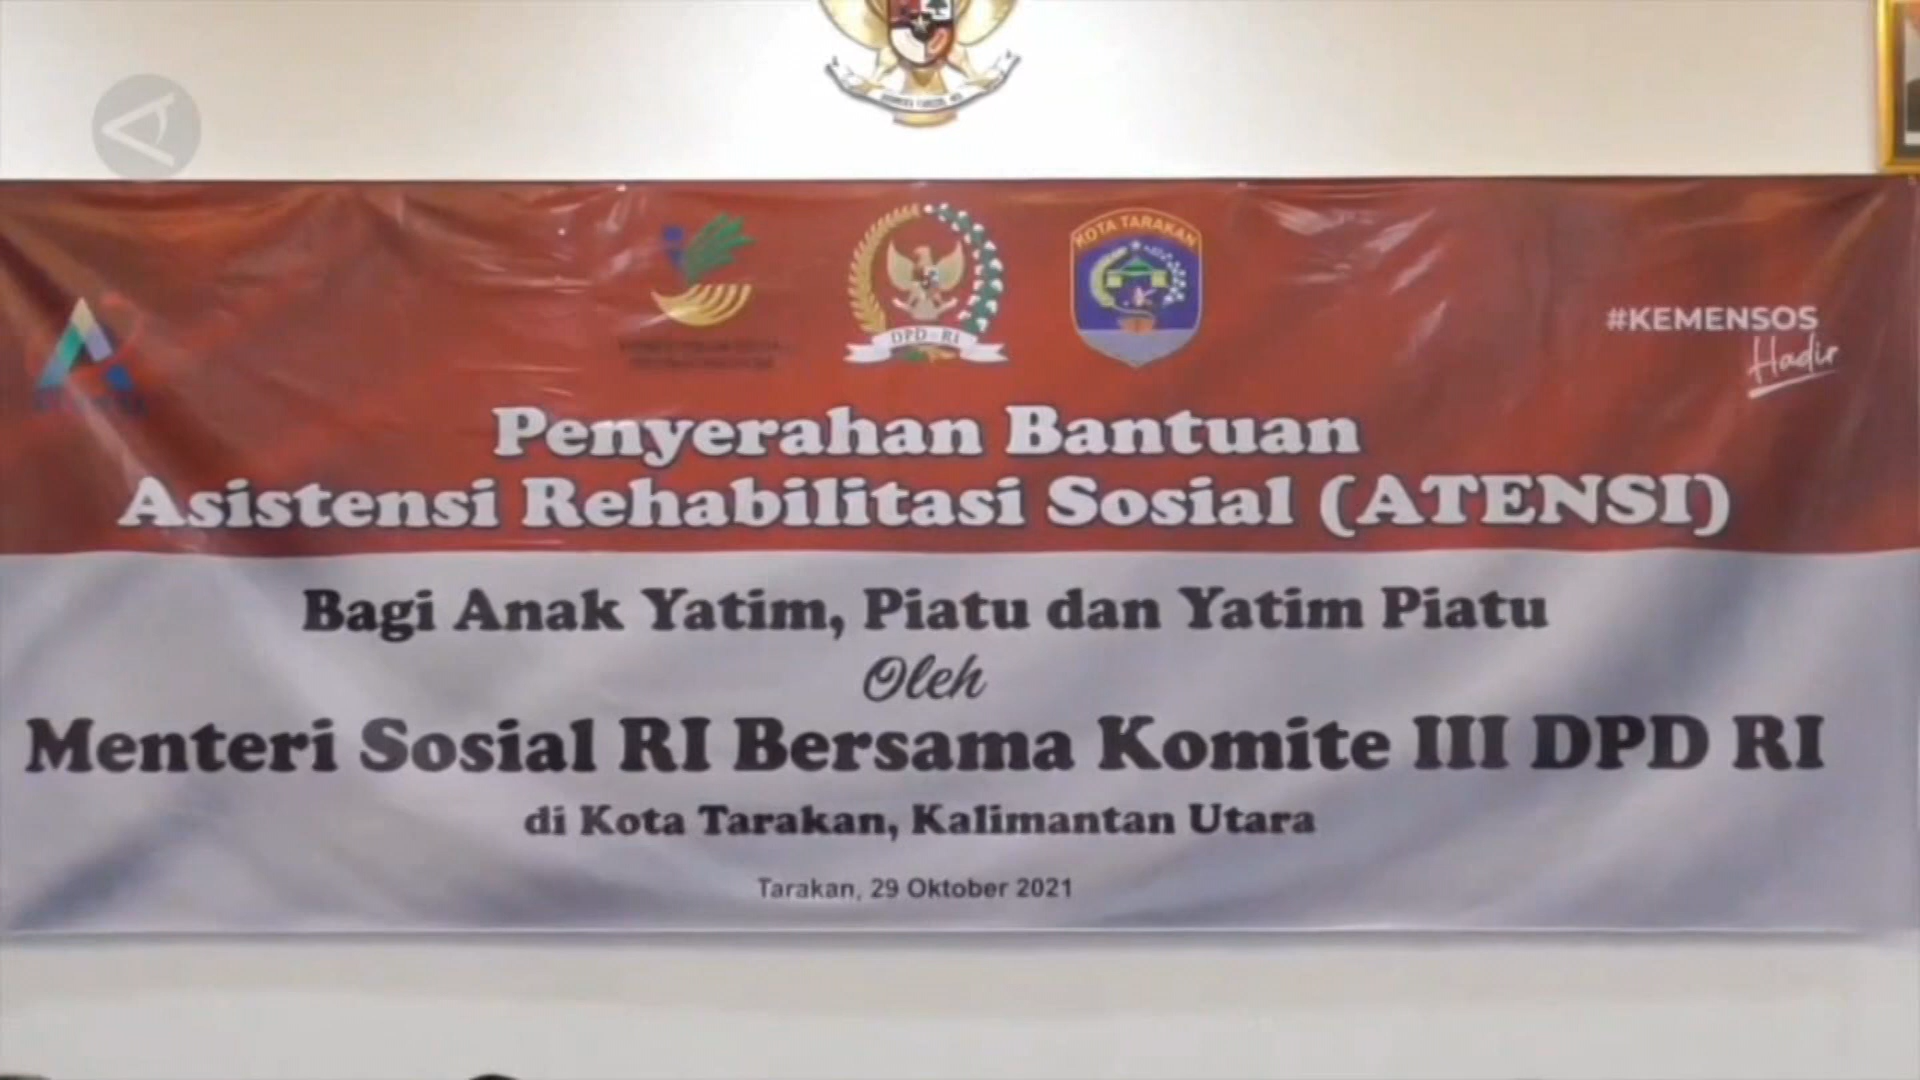 KOTA TARAKAN
DPD - RI
#KEMENSOS
Hadir
Penyerahan Bantuan
Asistensi Rehabilitasi Sosial (ATENSI)
Bagi Anak Yatim, Piatu dan Yatim Piatu
Oleh
Menteri Sosial RI Bersama Komite III DPD RI
di Kota Tarakan, Kalimantan Utara
Tarakan, 29 Oktober 2021